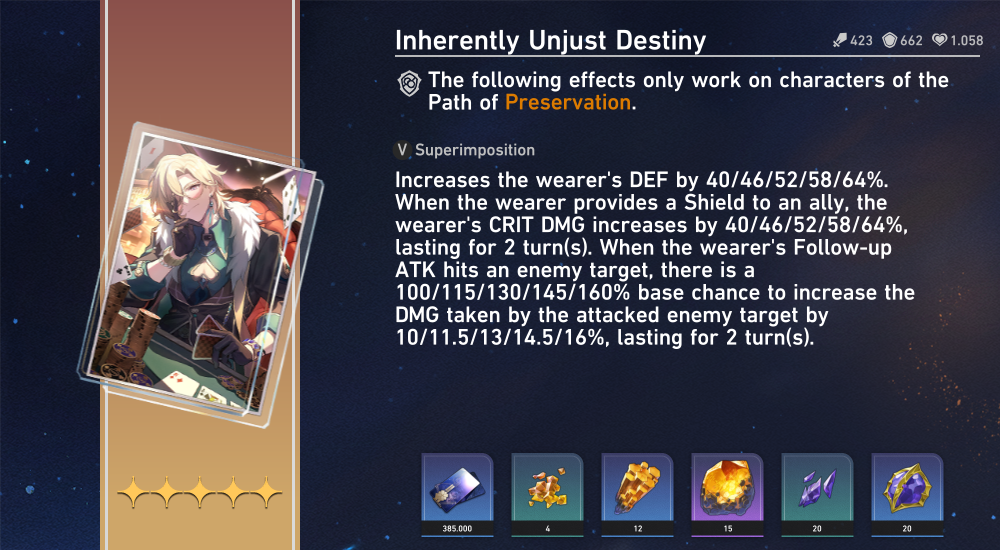 Inherently Unjust Destiny
423 662 1.058
The following effects only work on characters of the
Path of Preservation.
V Superimposition
Increases the wearer's DEF by 40/46/52/58/64%.
When the wearer provides a Shield to an ally, the
wearer's CRIT DMG increases by 40/46/52/58/64%,
lasting for 2 turn(s). When the wearer's Follow-up
ATK hits an enemy target, there is a
100/115/130/145/160% base chance to increase the
DMG taken by the attacked enemy target by
10/11.5/13/14.5/16%, lasting for 2 turn(s).
385.000 4 12 15 20 20